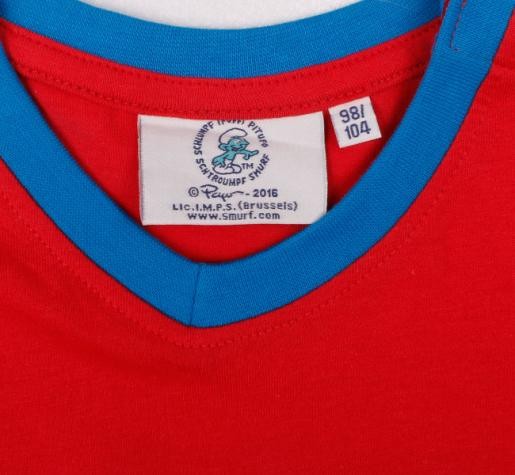 SCHLUMPF PUFFI PITUFO
SCHTROUMPF SMURF
TM
© Peyo - 2016
Lic. I.M.P.S. (Brussels)
www.smurf.com
98/
104